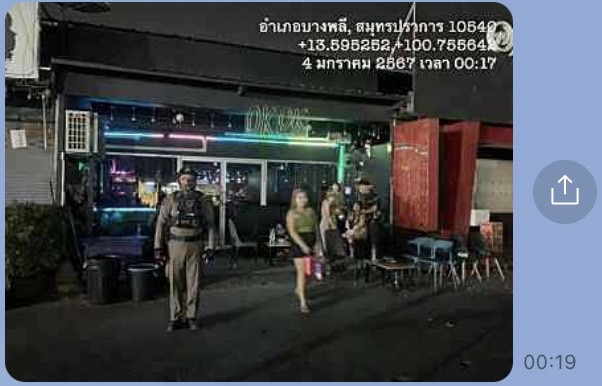 อำเภอบางพลี, สมุทรปราการ 10540
+13.595252,+100.755642
4 มกราคม 2567 เวลา 00:17
00:19